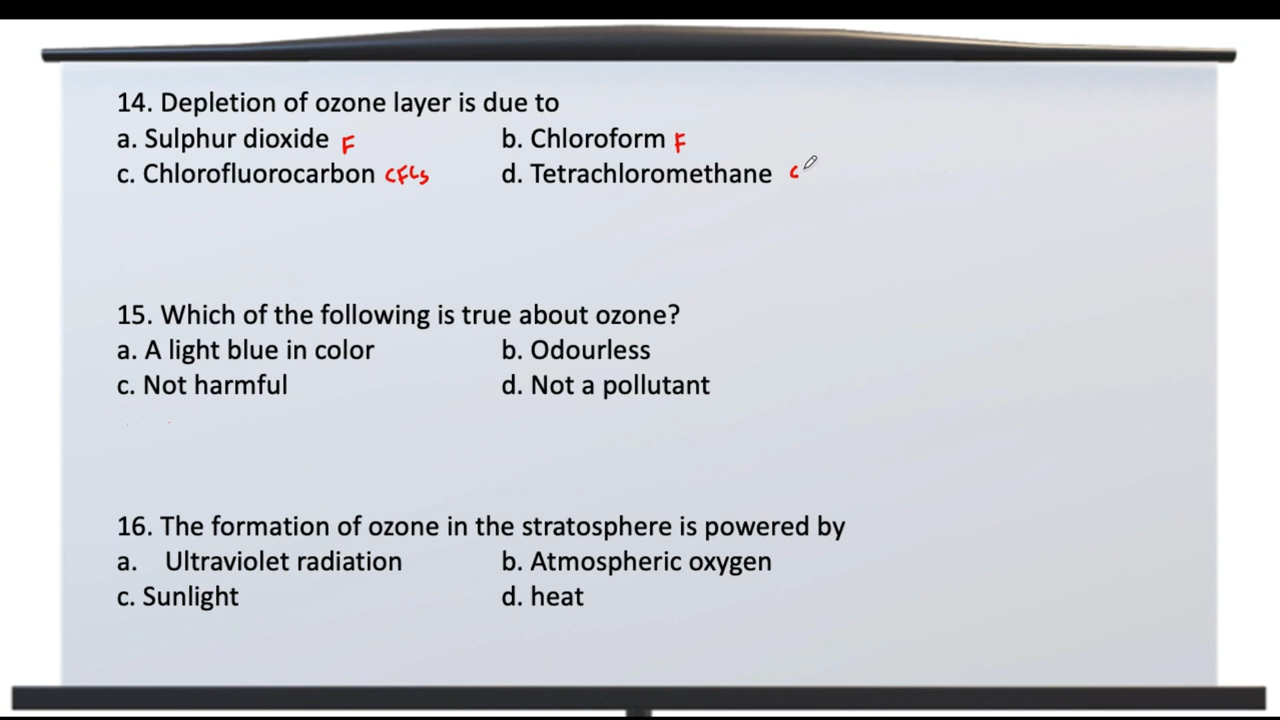 14. Depletion of ozone layer is due to
a. Sulphur dioxide F b. Chloroform F
c. Chlorofluorocarbon CFCs d. Tetrachloromethane c
15. Which of the following is true about ozone?
a. A light blue in color b. Odourless
c. Not harmful d. Not a pollutant
16. The formation of ozone in the stratosphere is powered by
a. Ultraviolet radiation b. Atmospheric oxygen
c. Sunlight d. heat